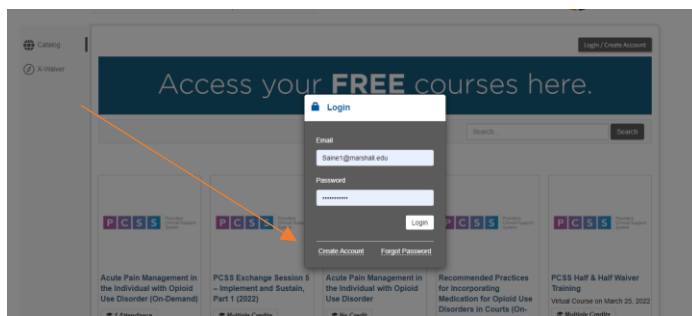 Catalog
X-Waiver
Login / Create Account
Access your FREE courses here.
Login
Email
Saine1@marshall.edu
Password
Login
Create Account
Forgot Password
Search...
Search
PCSS
PCSS
PCSS
PCSS
Acute Pain Management in
the Individual with Opioid
Use Disorder (On-Demand)
1 Attendance
PCSS Exchange Session 5
– Implement and Sustain,
Part 1 (2022)
Multiple Credits
Acute Pain Management in
the Individual with Opioid
Use Disorder
No Credit
Recommended Practices
for Incorporating
Medication for Opioid Use
Disorders in Courts (On-
PCSS Half & Half Waiver
Training
Virtual Course on March 25, 2022
Multiple Credits